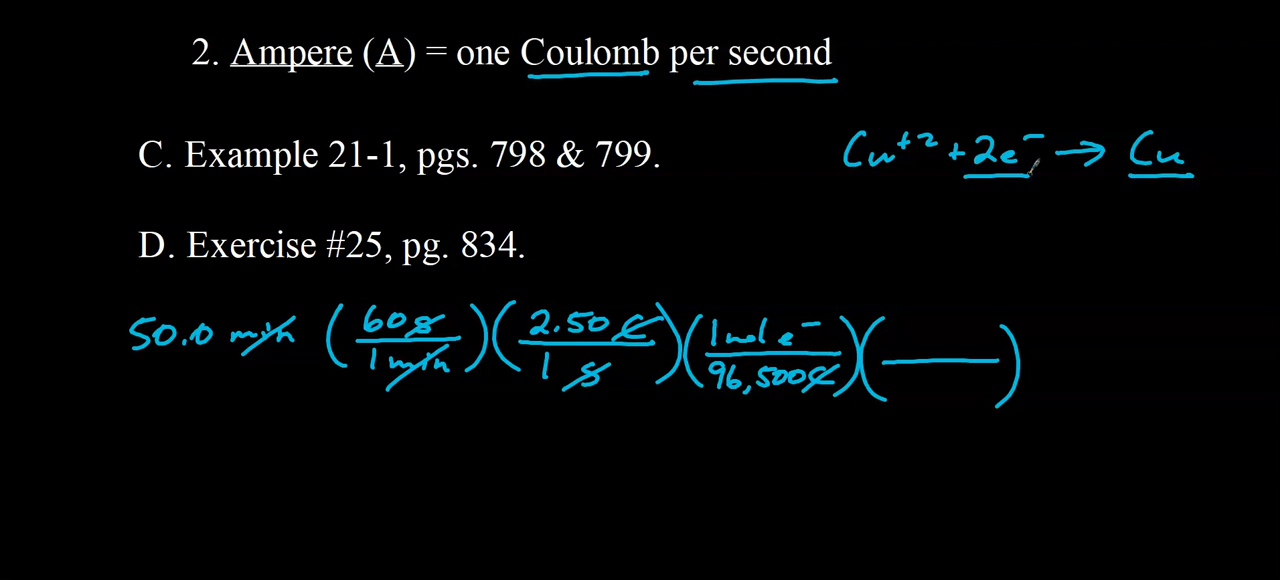 2. Ampere (A) = one Coulomb per second
C. Example 21-1, pgs. 798 & 799.
Cu+2 + 2e- → Cu
D. Exercise #25, pg. 834.
50.0 min (60 s / 1 min) (2.50 C / 1 s) (1 mol e- / 96,500 C) ( / )